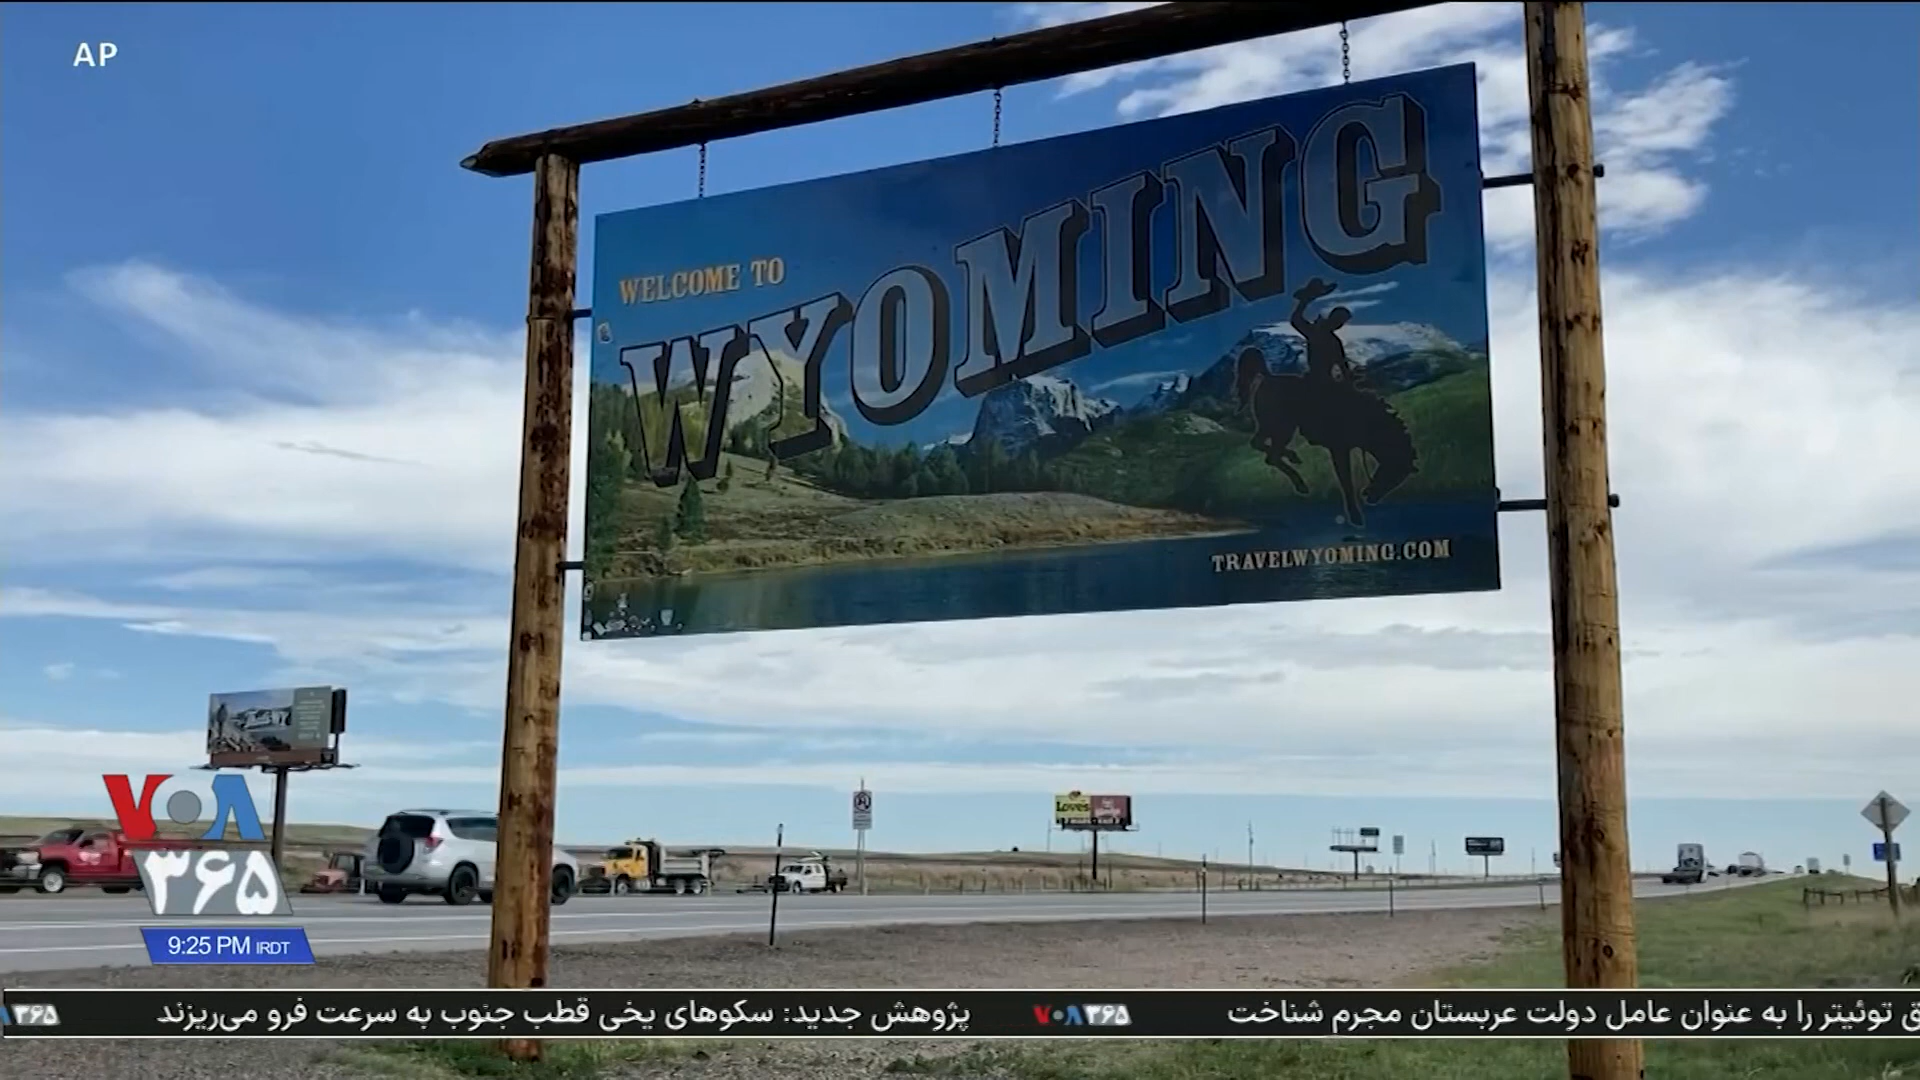 AP
WELCOME TO
WYOMING
TRAVELWYOMING.COM
Love's
VOA
۳۶۵
9:25 PM IRDT
ق توئیتر را به عنوان عامل دولت عربستان مجرم شناخت VOA۳۶۵ پژوهش جدید: سکوهای یخی قطب جنوب به سرعت فرو می‌ریزند ۳۶۵